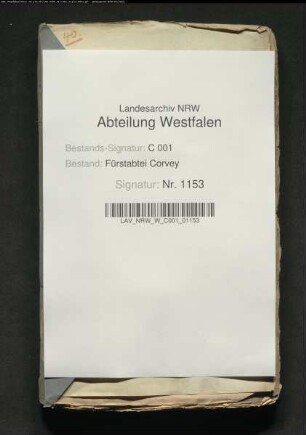 40.
Landesarchiv NRW
Abteilung Westfalen
Bestands-Signatur: C 001
Bestand: Fürstabtei Corvey
Signatur: Nr. 1153
LAV_NRW_W_C001_01153